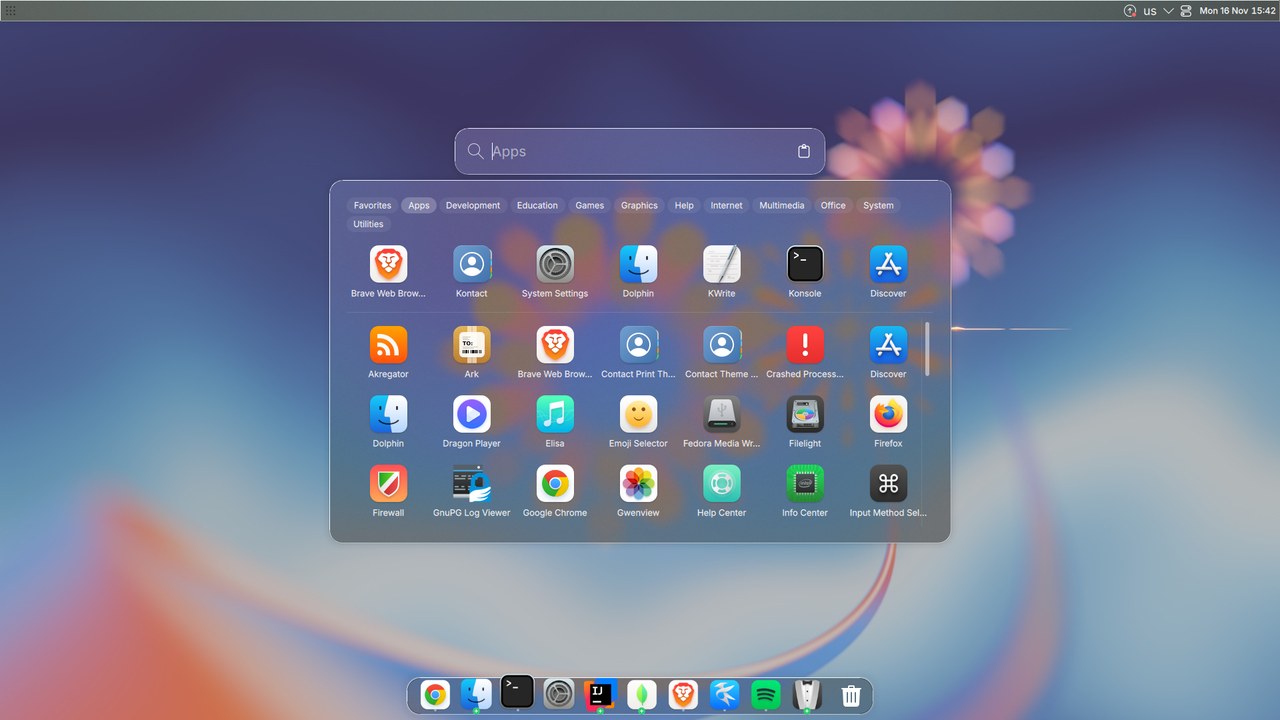 us
Mon 16 Nov 15:42
Apps
Favorites Apps Development Education Games Graphics Help Internet Multimedia Office System
Utilities
Brave Web Brow... Kontact System Settings Dolphin KWrite Konsole Discover
Akregator Ark Brave Web Brow... Contact Print Th... Contact Theme ... Crashed Process... Discover
Dolphin Dragon Player Elisa Emoji Selector Fedora Media Wr... Filelight Firefox
Firewall GnuPG Log Viewer Google Chrome Gwenview Help Center Info Center Input Method Sel...